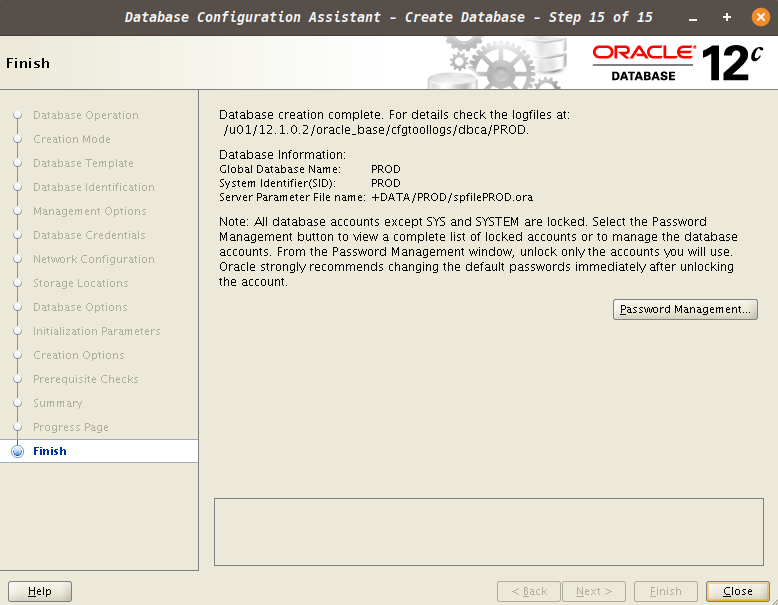 Database Configuration Assistant - Create Database - Step 15 of 15
Finish
ORACLE®
DATABASE
12c
Database Operation
Creation Mode
Database Template
Database Identification
Management Options
Database Credentials
Network Configuration
Storage Locations
Database Options
Initialization Parameters
Creation Options
Prerequisite Checks
Summary
Progress Page
Finish
Database creation complete. For details check the logfiles at:
/u01/12.1.0.2/oracle_base/cfgtoollogs/dbca/PROD.
Database Information:
Global Database Name: PROD
System Identifier(SID): PROD
Server Parameter File name: +DATA/PROD/spfilePROD.ora
Note: All database accounts except SYS and SYSTEM are locked. Select the Password
Management button to view a complete list of locked accounts or to manage the database
accounts. From the Password Management window, unlock only the accounts you will use.
Oracle strongly recommends changing the default passwords immediately after unlocking
the account.
Password Management...
Help
< Back
Next >
Finish
Close